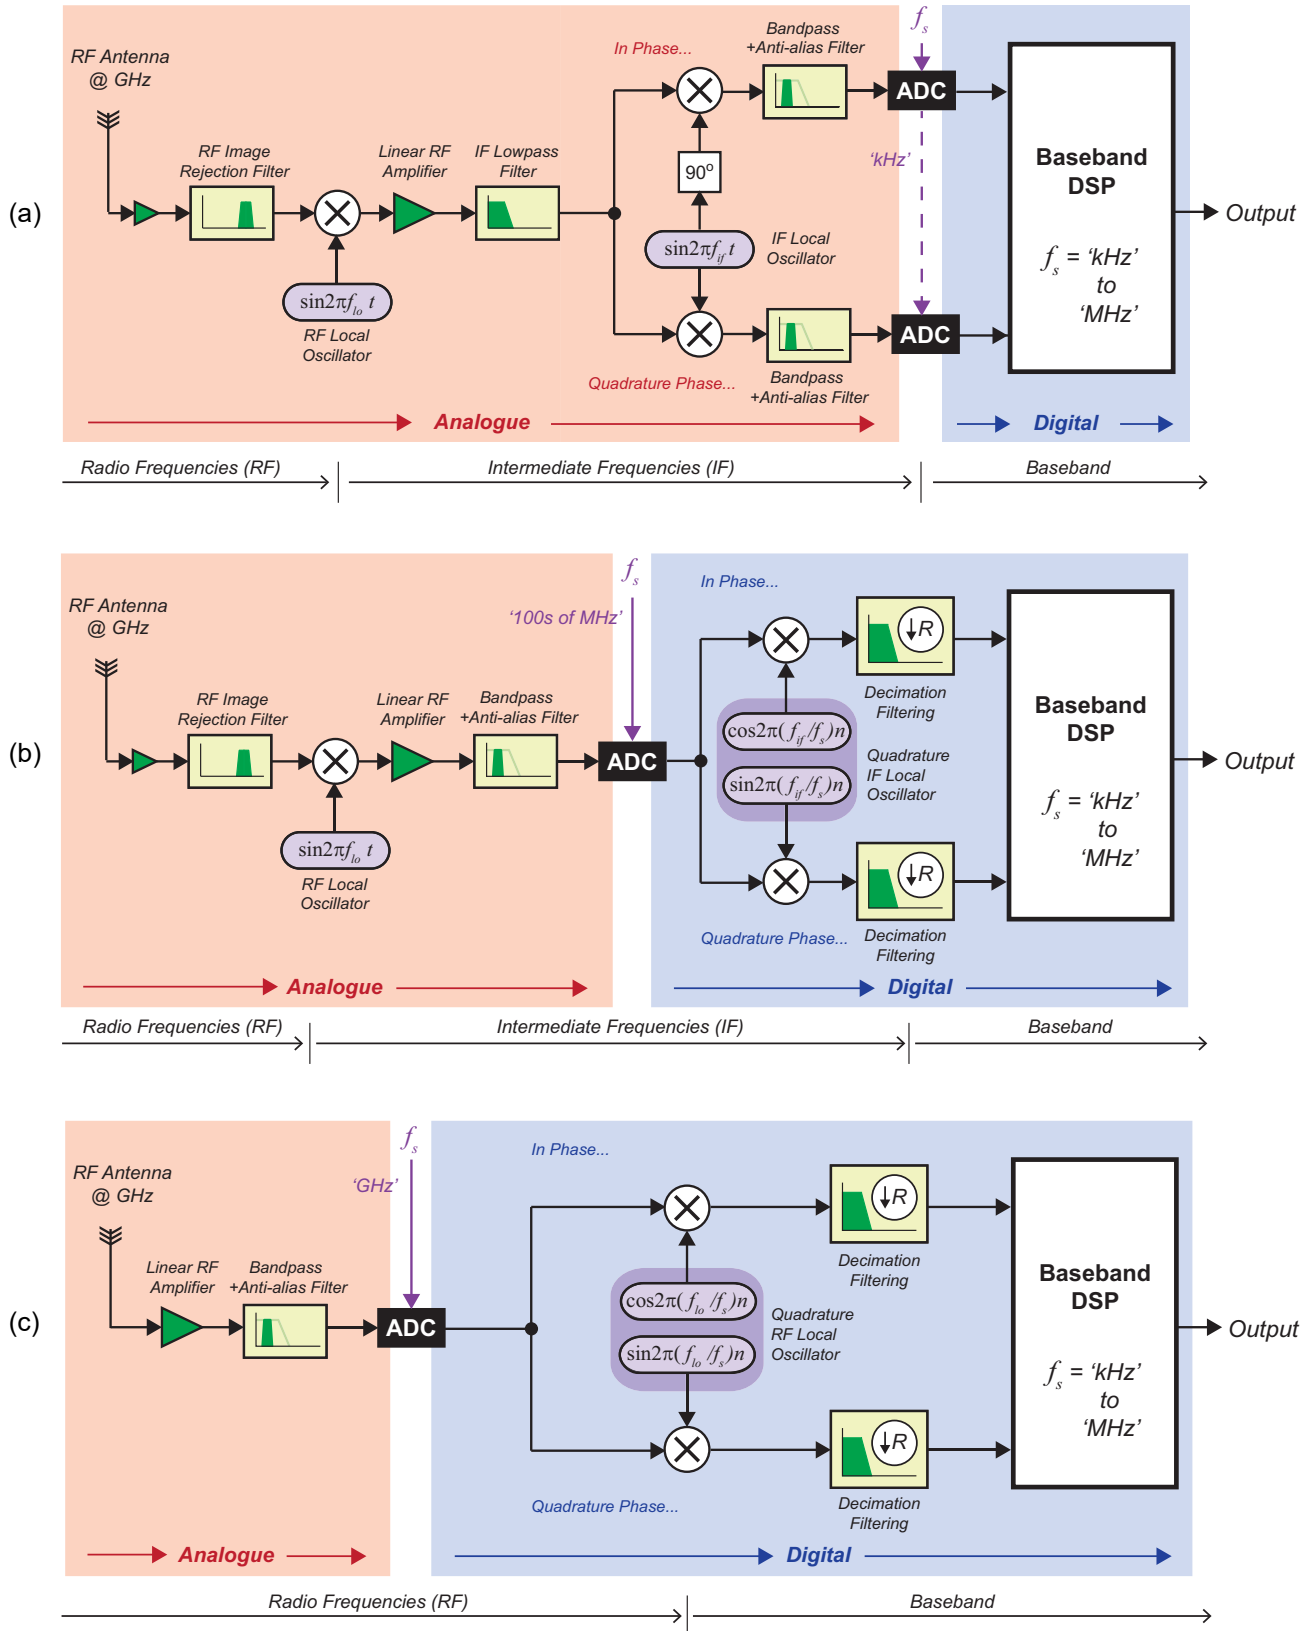 (a)
RF Antenna
@ GHz
RF Image
Rejection Filter
sin2πf_lo t
RF Local
Oscillator
Linear RF
Amplifier
IF Lowpass
Filter
In Phase...
90°
sin2πf_if t
IF Local
Oscillator
Quadrature Phase...
Bandpass
+Anti-alias Filter
Bandpass
+Anti-alias Filter
f_s
ADC
‘kHz’
ADC
Baseband
DSP
f_s = ‘kHz’
to
‘MHz’
Output
Analogue
Digital
Radio Frequencies (RF)
Intermediate Frequencies (IF)
Baseband
(b)
RF Antenna
@ GHz
RF Image
Rejection Filter
sin2πf_lo t
RF Local
Oscillator
Linear RF
Amplifier
Bandpass
+Anti-alias Filter
f_s
‘100s of MHz’
ADC
In Phase...
cos2π(f_if/f_s)n
sin2π(f_if/f_s)n
Quadrature
IF Local
Oscillator
Quadrature Phase...
↓R
Decimation
Filtering
↓R
Decimation
Filtering
Baseband
DSP
f_s = ‘kHz’
to
‘MHz’
Output
Analogue
Digital
Radio Frequencies (RF)
Intermediate Frequencies (IF)
Baseband
(c)
RF Antenna
@ GHz
Linear RF
Amplifier
Bandpass
+Anti-alias Filter
f_s
‘GHz’
ADC
In Phase...
cos2π(f_lo/f_s)n
sin2π(f_lo/f_s)n
Quadrature
RF Local
Oscillator
Quadrature Phase...
↓R
Decimation
Filtering
↓R
Decimation
Filtering
Baseband
DSP
f_s = ‘kHz’
to
‘MHz’
Output
Analogue
Digital
Radio Frequencies (RF)
Baseband